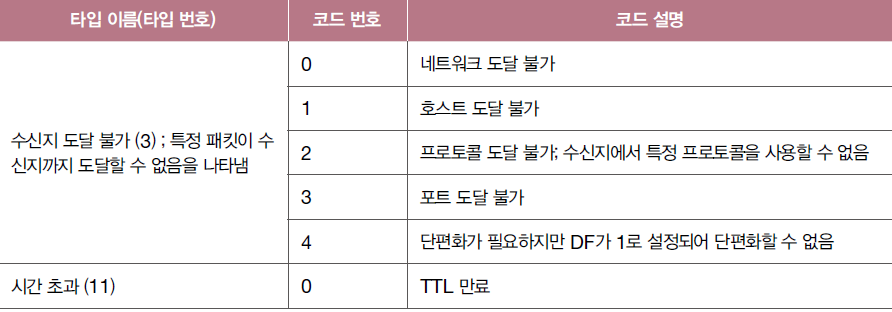 타입 이름(타입 번호) 코드 번호 코드 설명
0 네트워크 도달 불가
1 호스트 도달 불가
수신지 도달 불가 (3) ; 특정 패킷이 수
신지까지 도달할 수 없음을 나타냄
2 프로토콜 도달 불가; 수신지에서 특정 프로토콜을 사용할 수 없음
3 포트 도달 불가
4 단편화가 필요하지만 DF가 1로 설정되어 단편화할 수 없음
시간 초과 (11) 0 TTL 만료